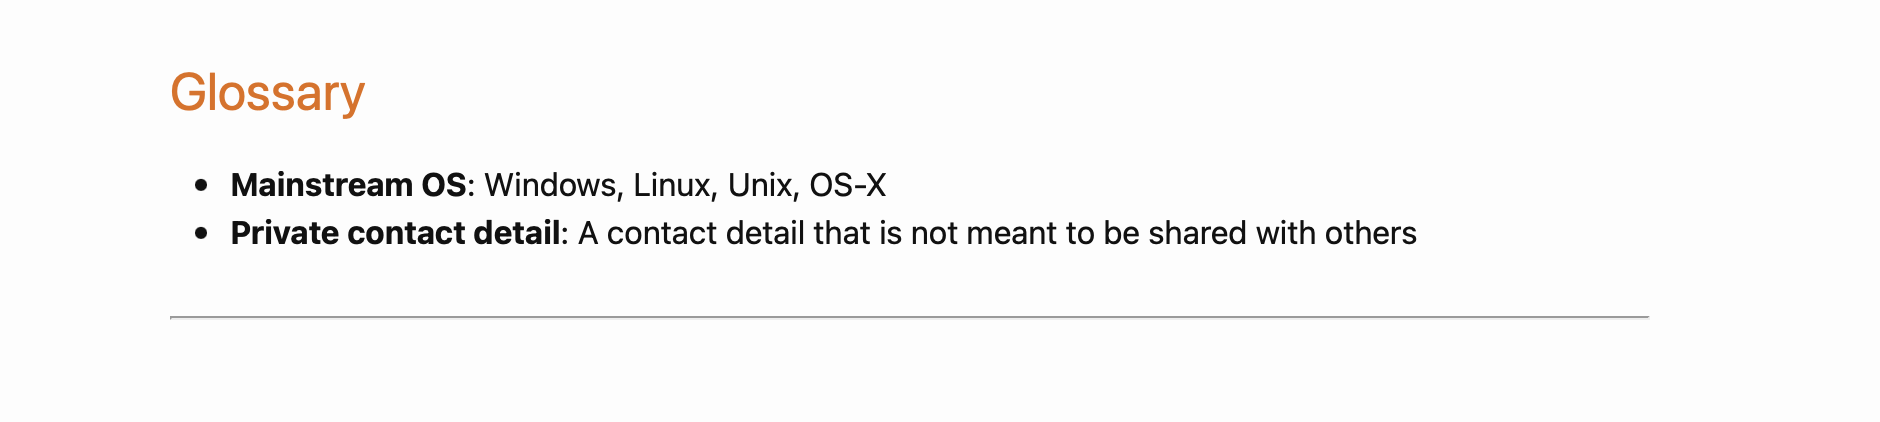 Glossary
• Mainstream OS: Windows, Linux, Unix, OS-X
• Private contact detail: A contact detail that is not meant to be shared with others